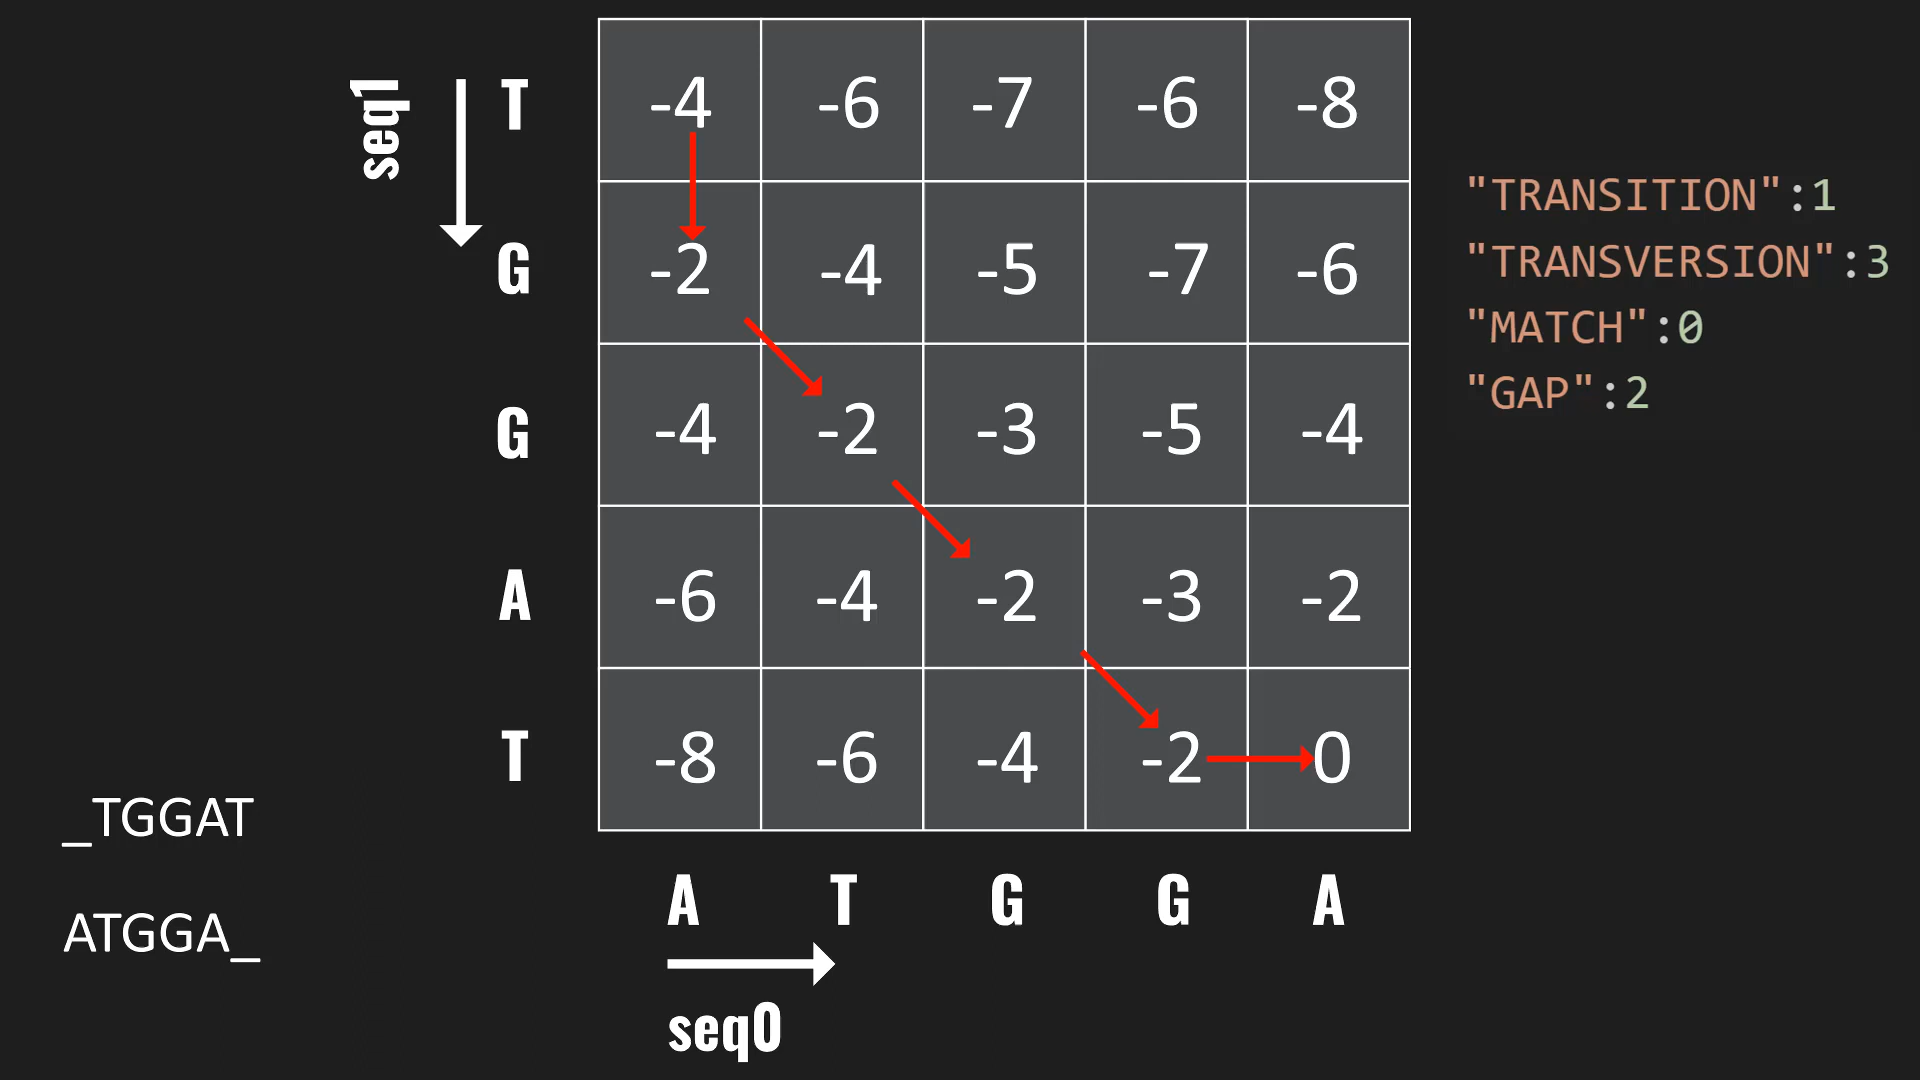 seq1
T -4 -6 -7 -6 -8
G -2 -4 -5 -7 -6
G -4 -2 -3 -5 -4
A -6 -4 -2 -3 -2
T -8 -6 -4 -2 0
A T G G A
seq0
"TRANSITION":1
"TRANSVERSION":3
"MATCH":0
"GAP":2
_TGGAT
ATGGA_